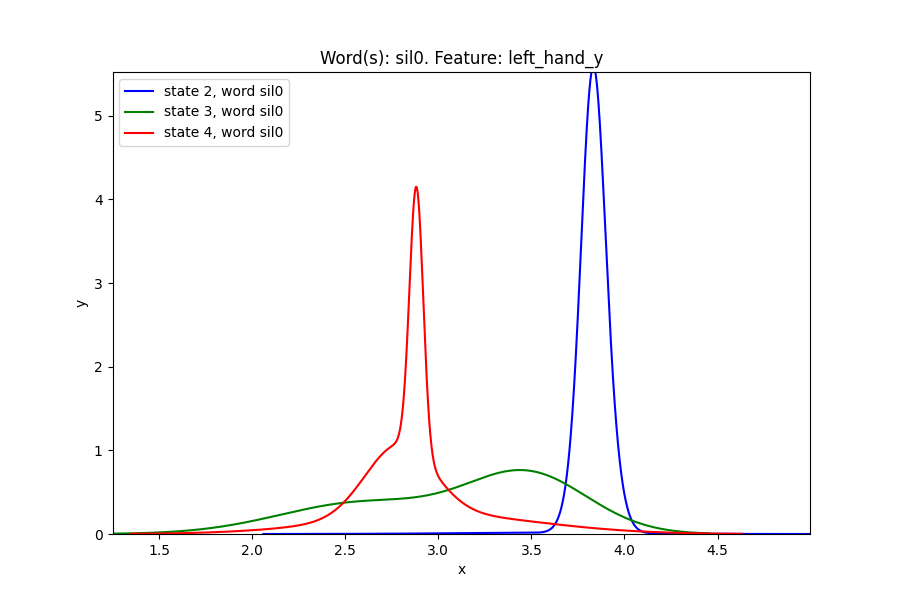 Word(s): sil0. Feature: left_hand_y
state 2, word sil0
state 3, word sil0
state 4, word sil0
y
5
4
3
2
1
0
1.5 2.0 2.5 3.0 3.5 4.0 4.5
x